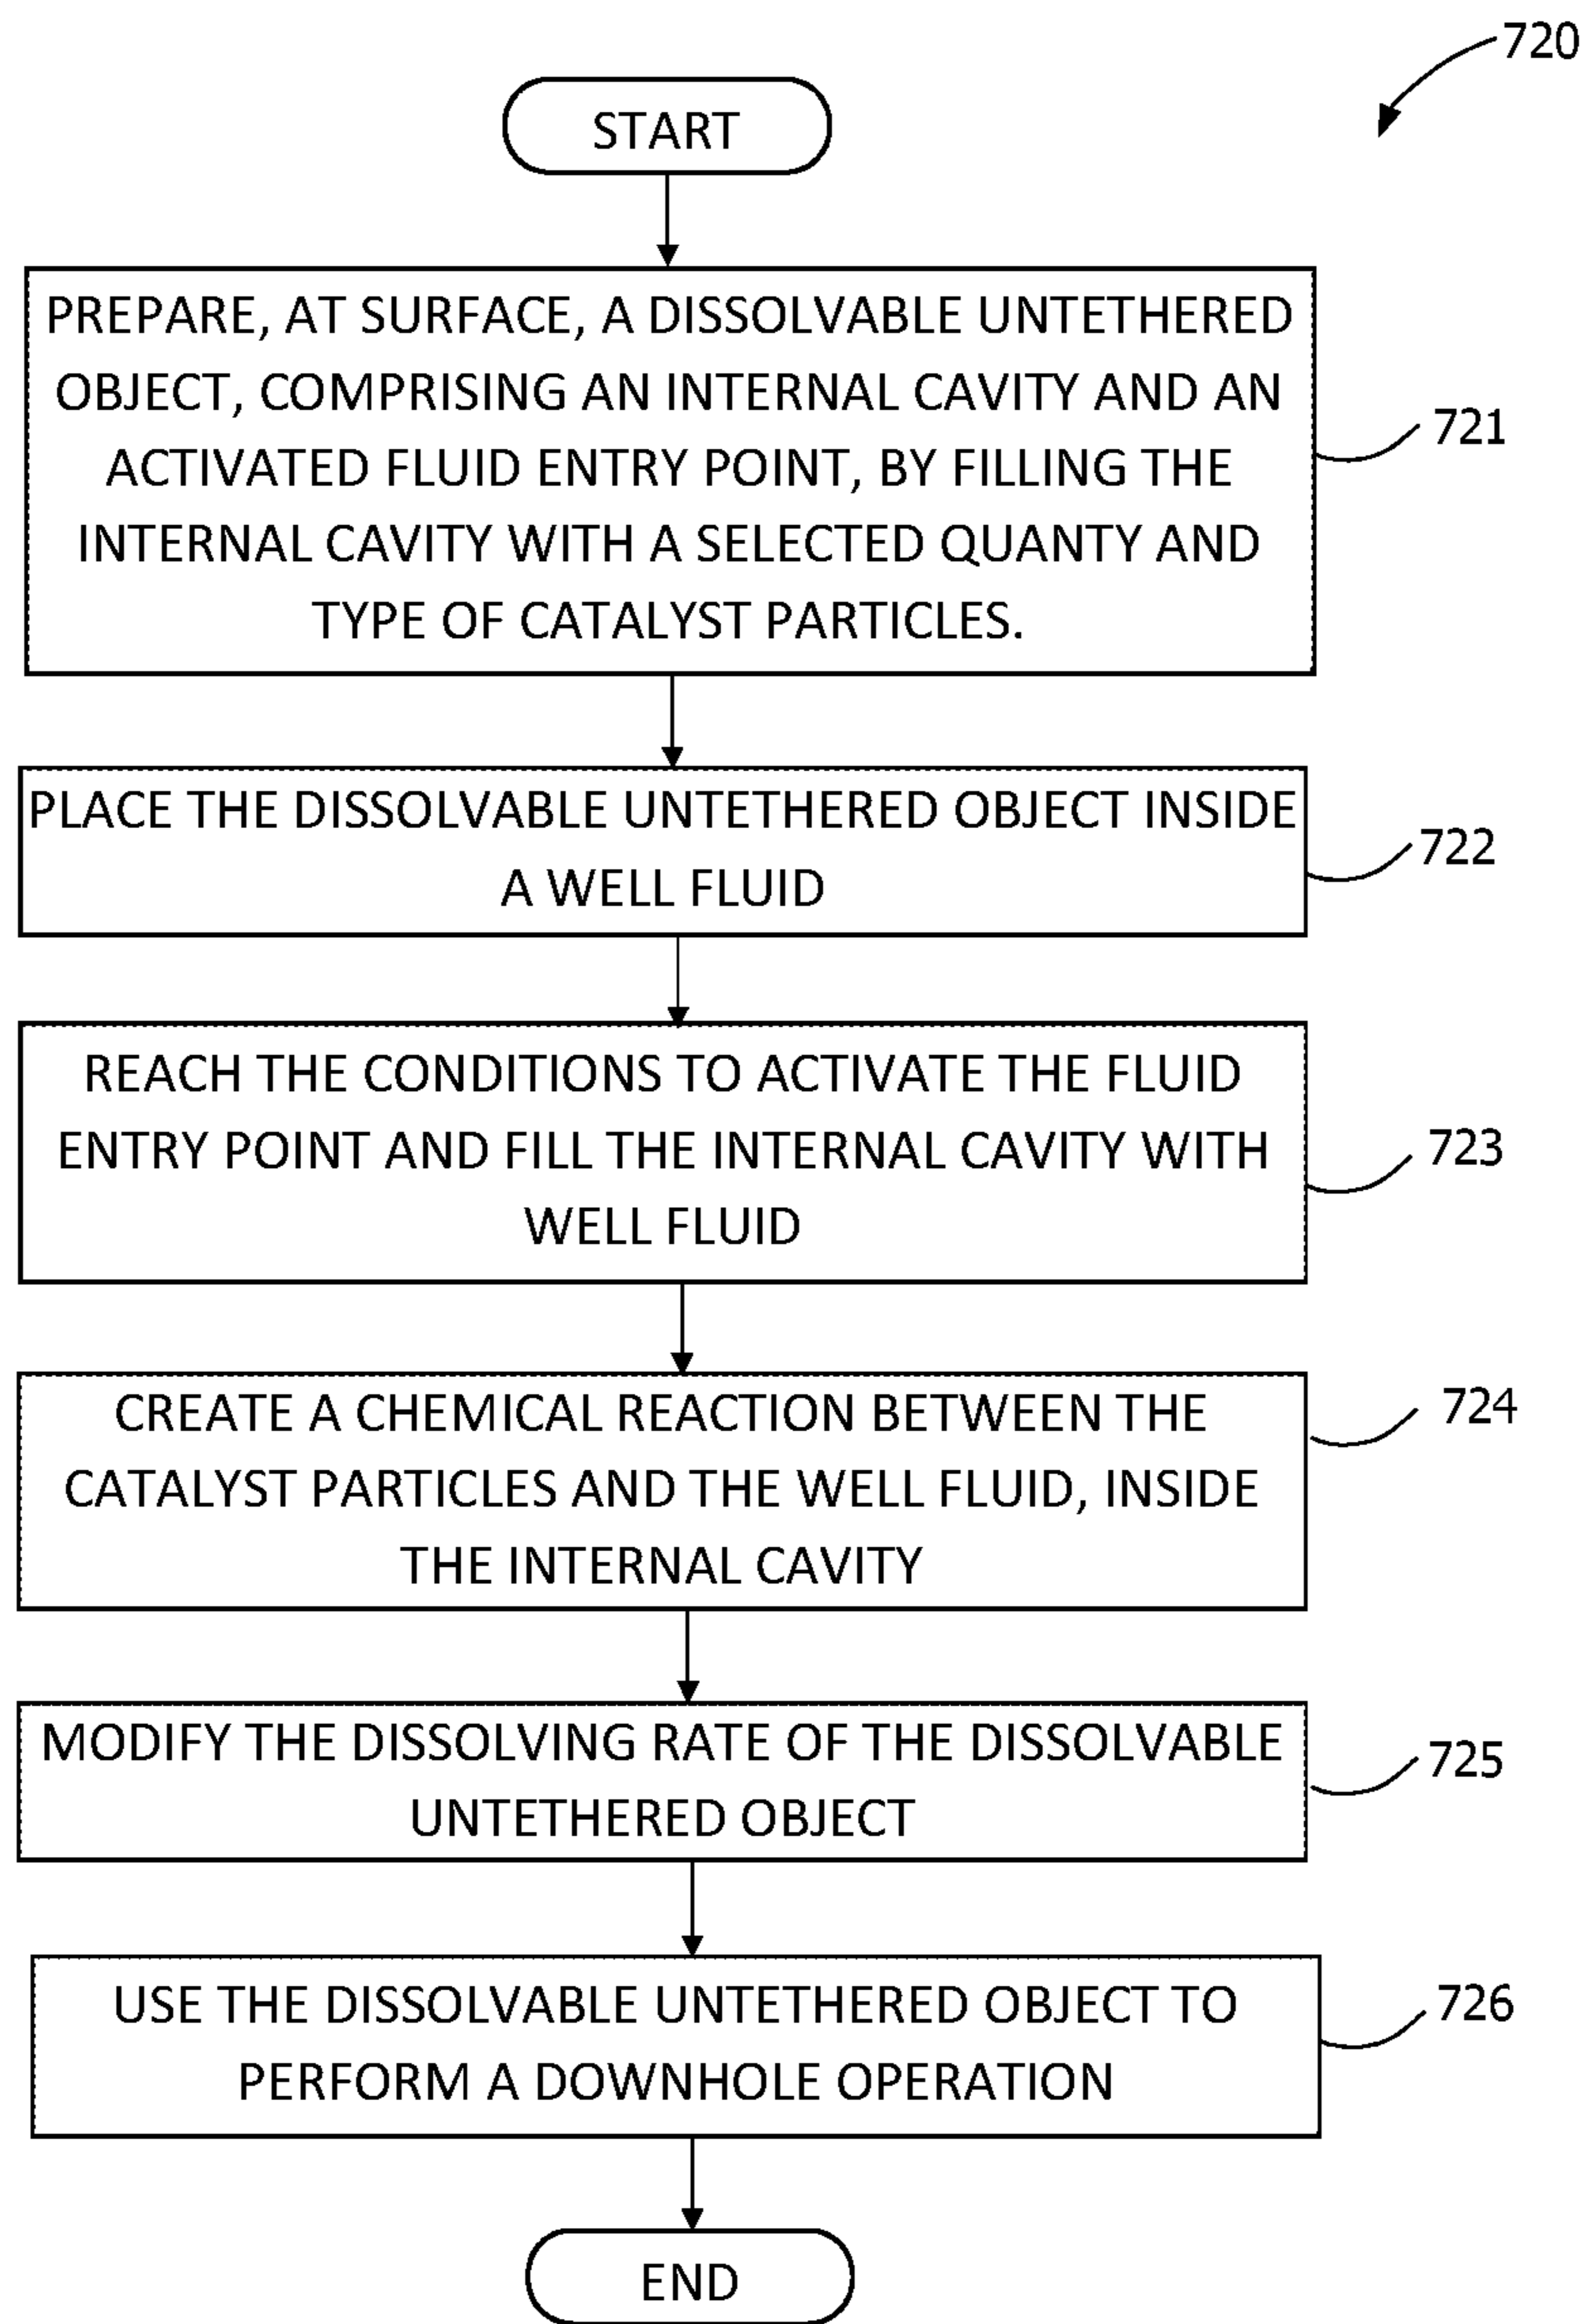 720
START
PREPARE, AT SURFACE, A DISSOLVABLE UNTETHERED
OBJECT, COMPRISING AN INTERNAL CAVITY AND AN
ACTIVATED FLUID ENTRY POINT, BY FILLING THE
INTERNAL CAVITY WITH A SELECTED QUANTY AND
TYPE OF CATALYST PARTICLES.
721
PLACE THE DISSOLVABLE UNTETHERED OBJECT INSIDE
A WELL FLUID
722
REACH THE CONDITIONS TO ACTIVATE THE FLUID
ENTRY POINT AND FILL THE INTERNAL CAVITY WITH
WELL FLUID
723
CREATE A CHEMICAL REACTION BETWEEN THE
CATALYST PARTICLES AND THE WELL FLUID, INSIDE
THE INTERNAL CAVITY
724
MODIFY THE DISSOLVING RATE OF THE DISSOLVABLE
UNTETHERED OBJECT
725
USE THE DISSOLVABLE UNTETHERED OBJECT TO
PERFORM A DOWNHOLE OPERATION
726
END